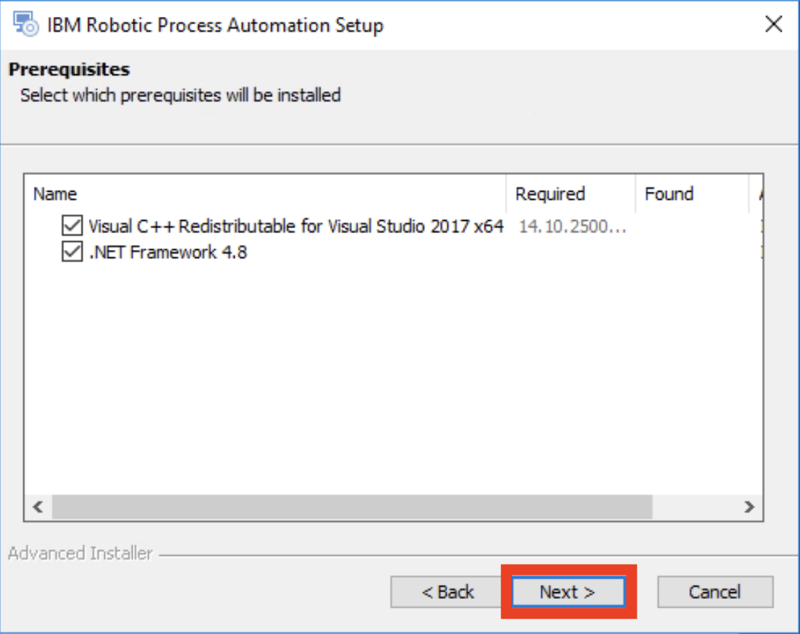 IBM Robotic Process Automation Setup
Prerequisites
Select which prerequisites will be installed
Name Required Found
Visual C++ Redistributable for Visual Studio 2017 x64 14.10.2500...
.NET Framework 4.8
Advanced Installer
< Back Next > Cancel